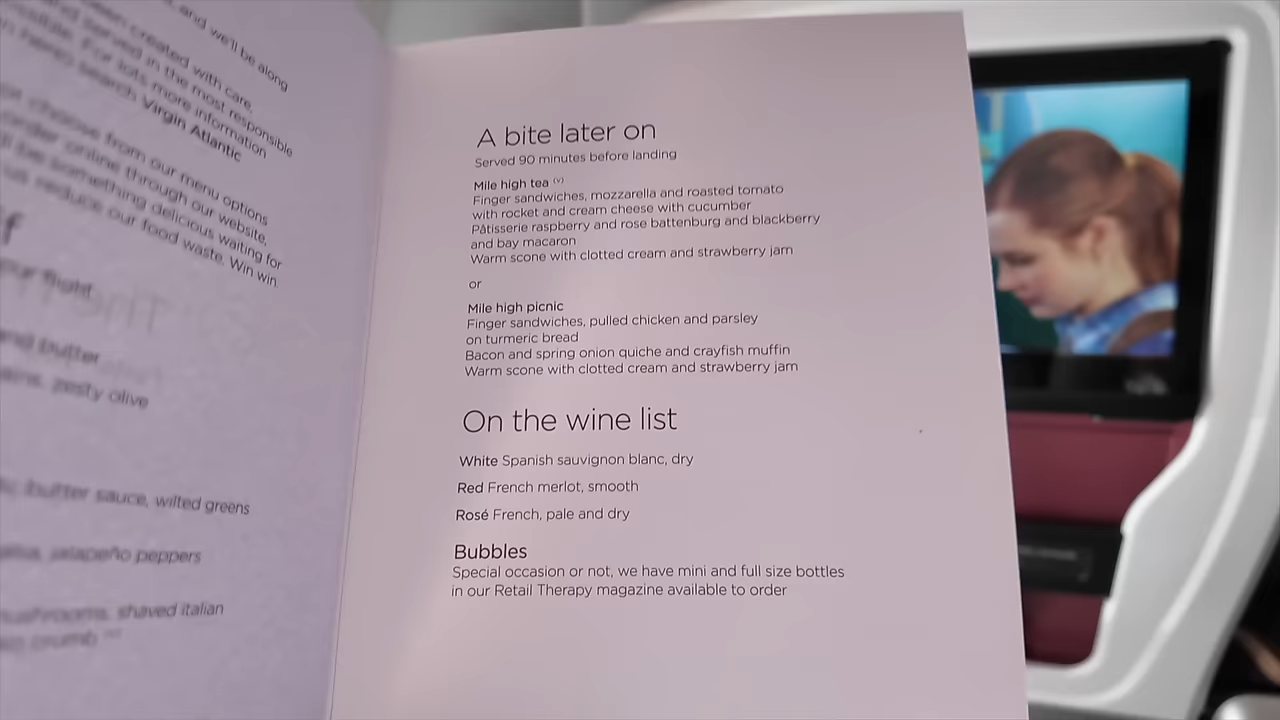 and we'll be along
been created with care,
and served in the most responsible
possible. For lots more information
search Virgin Atlantic
choose from our menu options
order online through our website,
be something delicious waiting for
us reduce our food waste. Win win.
flight
and butter
zesty olive
butter sauce, wilted greens
jalapeño peppers
mushrooms, shaved italian
crumb
A bite later on
Served 90 minutes before landing
Mile high tea (v)
Finger sandwiches, mozzarella and roasted tomato
with rocket and cream cheese with cucumber
Pâtisserie raspberry and rose battenburg and blackberry
and bay macaron
Warm scone with clotted cream and strawberry jam
or
Mile high picnic
Finger sandwiches, pulled chicken and parsley
on turmeric bread
Bacon and spring onion quiche and crayfish muffin
Warm scone with clotted cream and strawberry jam
On the wine list
White Spanish sauvignon blanc, dry
Red French merlot, smooth
Rosé French, pale and dry
Bubbles
Special occasion or not, we have mini and full size bottles
in our Retail Therapy magazine available to order